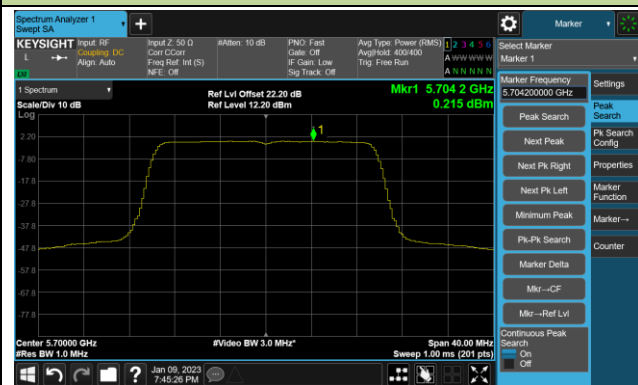 Spectrum Analyzer 1
Swept SA
Marker
KEYSIGHT
L
Input: RF
Coupling: DC
Align: Auto
Input Z: 50 Ω
Corr CCorr
Freq Ref: Int (S)
NFE: Off
#Atten: 10 dB
PNO: Fast
Gate: Off
IF Gain: Low
Sig Track: Off
Avg Type: Power (RMS)
Avg|Hold: 400/400
Trig: Free Run
1 2 3 4 5 6
A W W W W W
A N N N N N
Select Marker
Marker 1
1 Spectrum
Scale/Div 10 dB
Log
Ref Lvl Offset 22.20 dB
Ref Level 12.20 dBm
Mkr1 5.704 2 GHz
0.215 dBm
1
2.20
-7.80
-17.8
-27.8
-37.8
-47.8
-57.8
-67.8
-77.8
Center 5.70000 GHz
#Res BW 1.0 MHz
#Video BW 3.0 MHz*
Span 40.00 MHz
Sweep 1.00 ms (201 pts)
Marker Frequency
5.704200000 GHz
Peak Search
Next Peak
Next Pk Right
Next Pk Left
Minimum Peak
Pk-Pk Search
Marker Delta
Mkr→CF
Mkr→Ref Lvl
Continuous Peak
Search
On
Off
Settings
Peak
Search
Pk Search
Config
Properties
Marker
Function
Marker→
Counter
Jan 09, 2023
7:45:26 PM